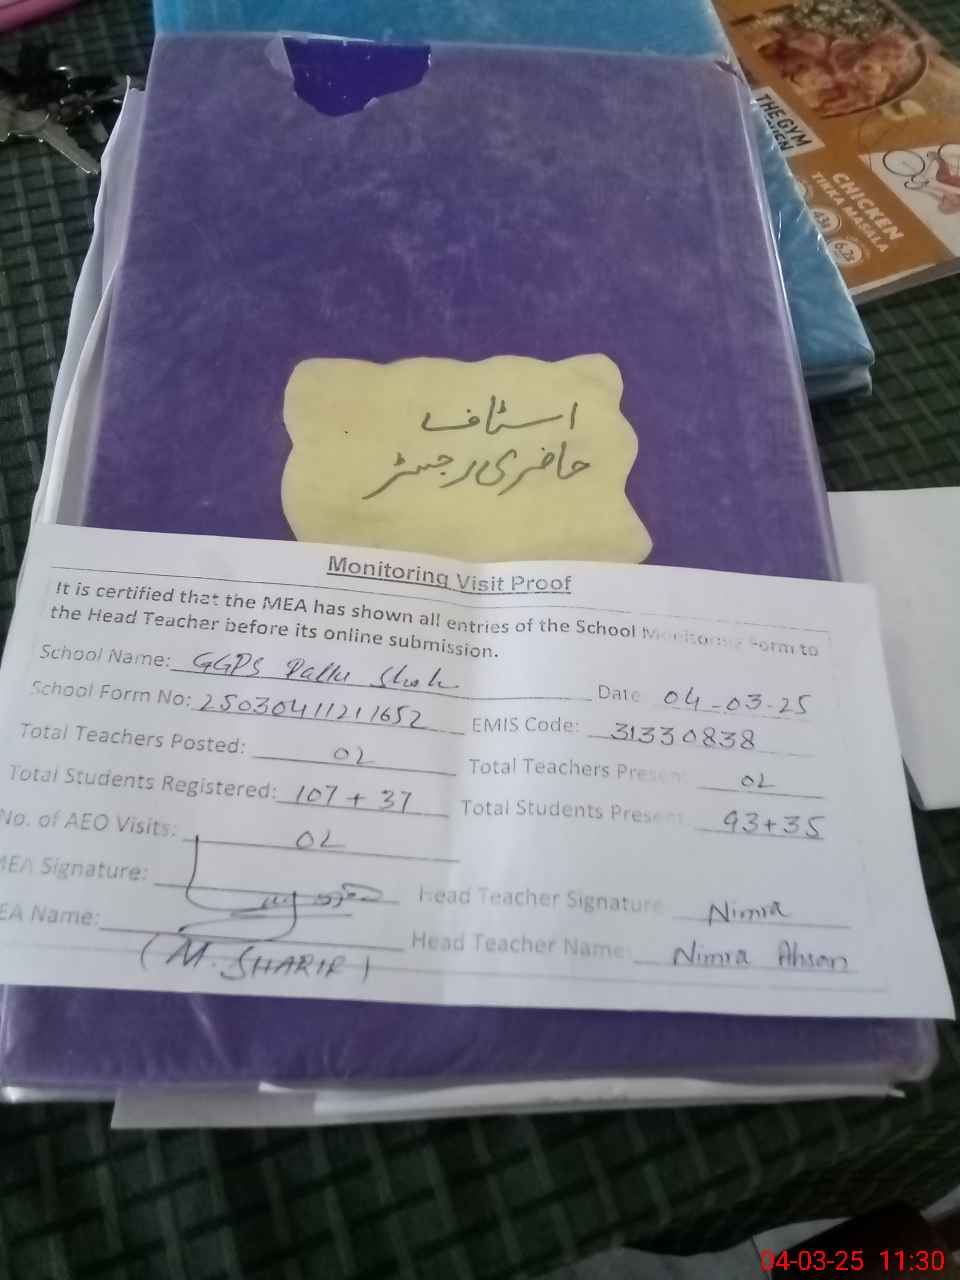 THE GYM
KITCHEN
CHICKEN
TIKKA MASALA
43g
6.2g
اسٹاف
حاضری رجسٹر
Monitoring Visit Proof
It is certified that the MEA has shown all entries of the School Monitoring Form to
the Head Teacher before its online submission.
School Name: GGPS Pallu Shah Date: 04-03-25
School Form No: 25030411211652 EMIS Code: 31330838
Total Teachers Posted: 02 Total Teachers Present 02
Total Students Registered: 107 + 37 Total Students Present 93+35
No. of AEO Visits: 02
MEA Signature: Head Teacher Signature Nimra
MEA Name: (M. SHARIF) Head Teacher Name: Nimra Ahsan
04-03-25 11:30